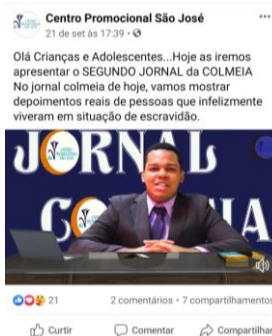 Centro Promocional São José
21 de set às 17:39 •
Olá Crianças e Adolescentes...Hoje as iremos
apresentar o SEGUNDO JORNAL da COLMEIA
No jornal colmeia de hoje, vamos mostrar
depoimentos reais de pessoas que infelizmente
viveram em situação de escravidão.
JORNAL
21
2 comentários • 7 compartilhamentos
Curtir
Comentar
Compartilhar